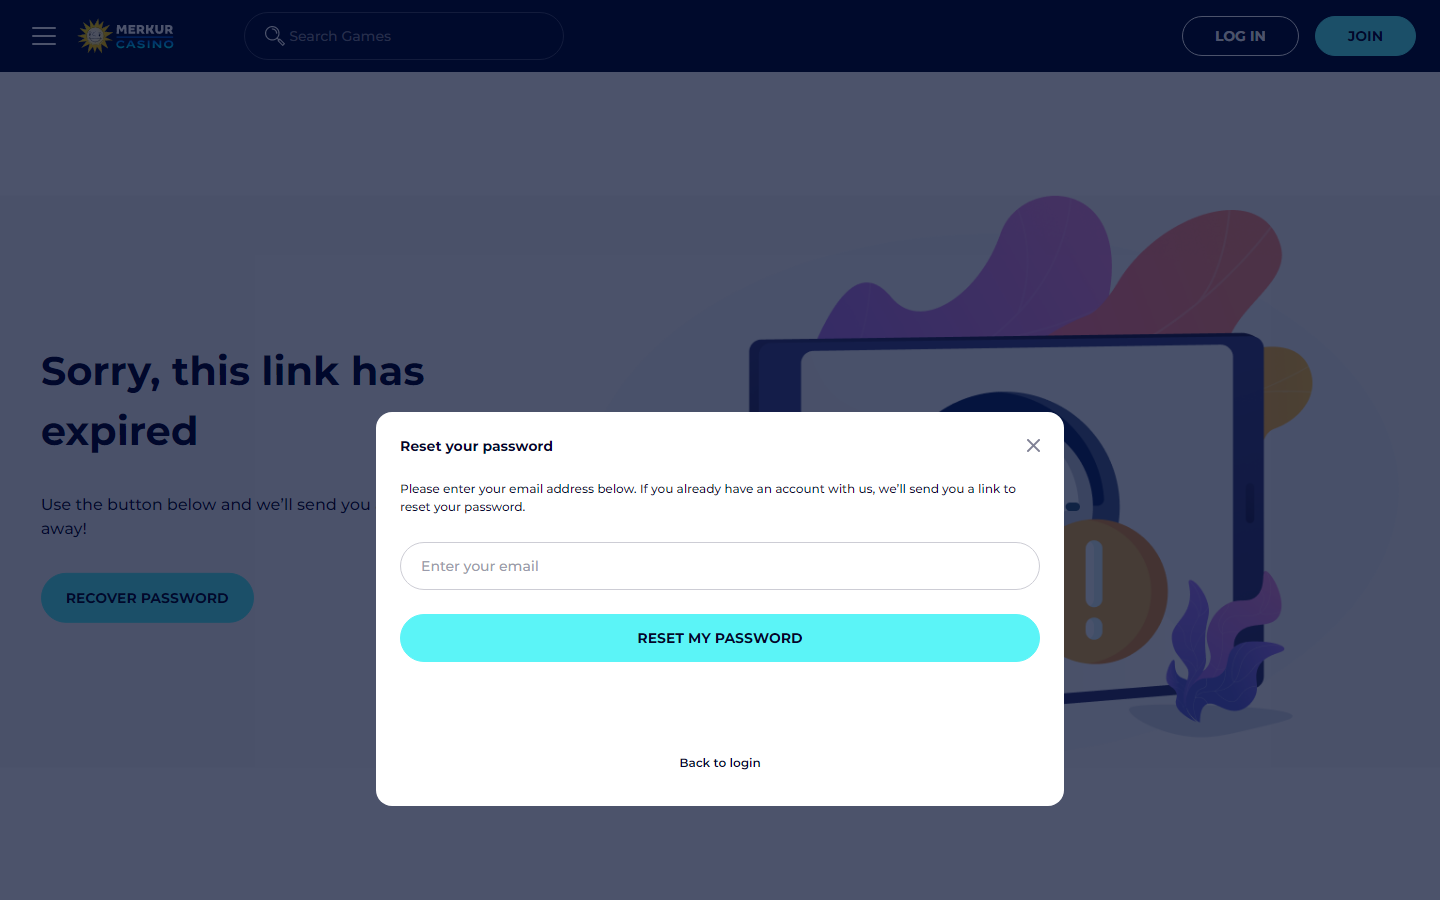 MERKUR
CASINO
Search Games
LOG IN
JOIN
Sorry, this link has
expired
Use the button below and we'll send you
away!
RECOVER PASSWORD
Reset your password
Please enter your email address below. If you already have an account with us, we'll send you a link to
reset your password.
Enter your email
RESET MY PASSWORD
Back to login